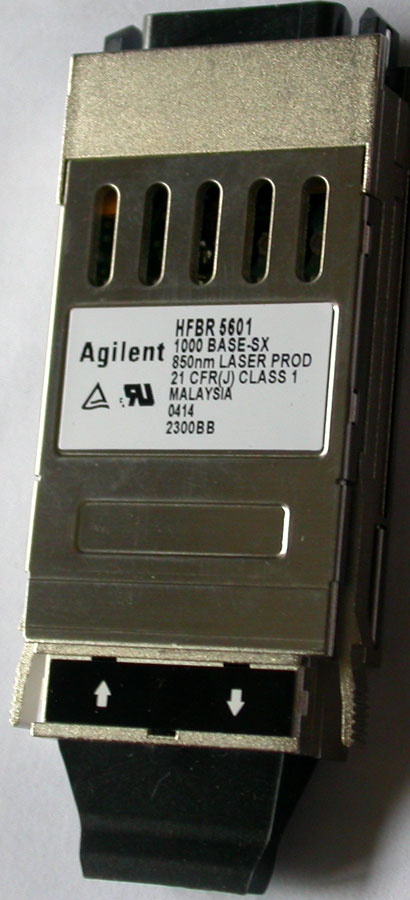 Agilent
HFBR 5601
1000 BASE-SX
850nm LASER PROD
21 CFR(J) CLASS 1
MALAYSIA
0414
2300BB